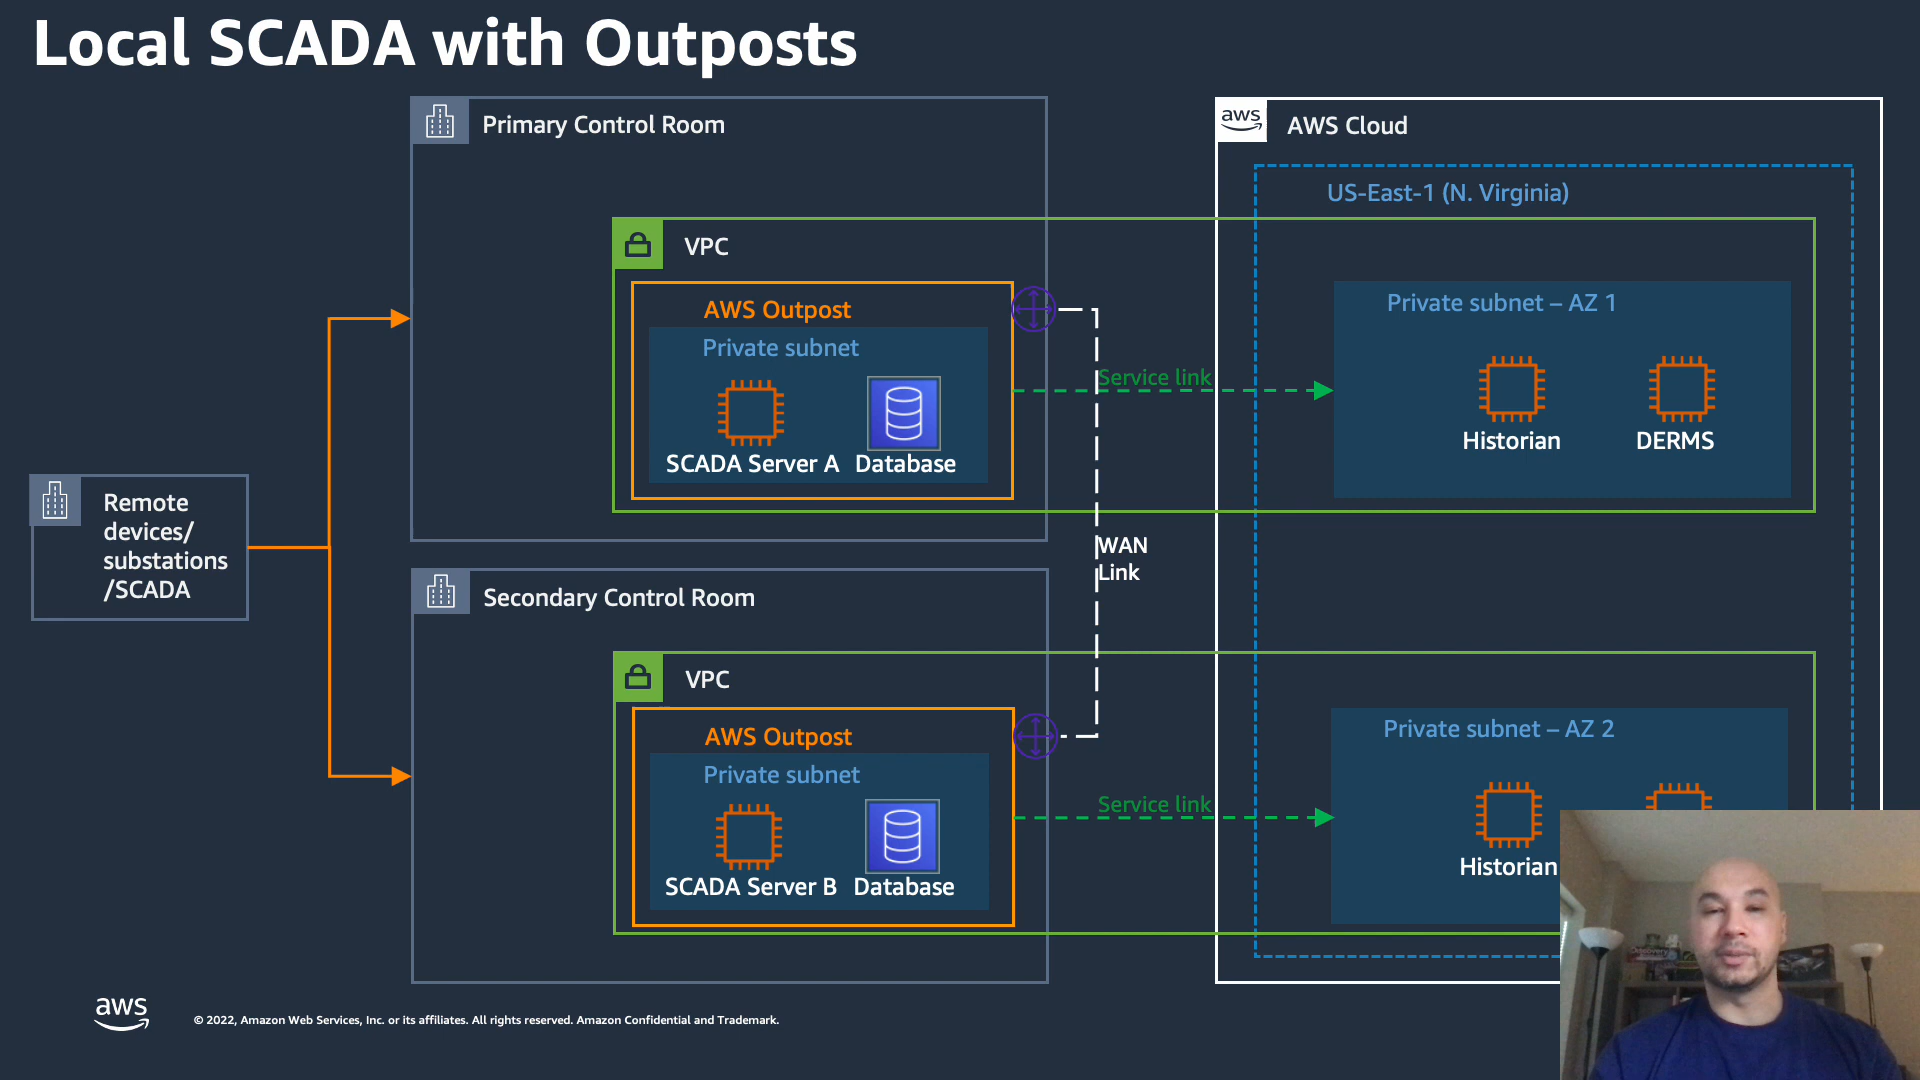 Local SCADA with Outposts
Primary Control Room
VPC
AWS Outpost
Private subnet
SCADA Server A
Database
Remote
devices/
substations
/SCADA
Secondary Control Room
VPC
AWS Outpost
Private subnet
SCADA Server B
Database
WAN
Link
Service link
Service link
aws
AWS Cloud
US-East-1 (N. Virginia)
Private subnet – AZ 1
Historian
DERMS
Private subnet – AZ 2
Historian
aws
© 2022, Amazon Web Services, Inc. or its affiliates. All rights reserved. Amazon Confidential and Trademark.